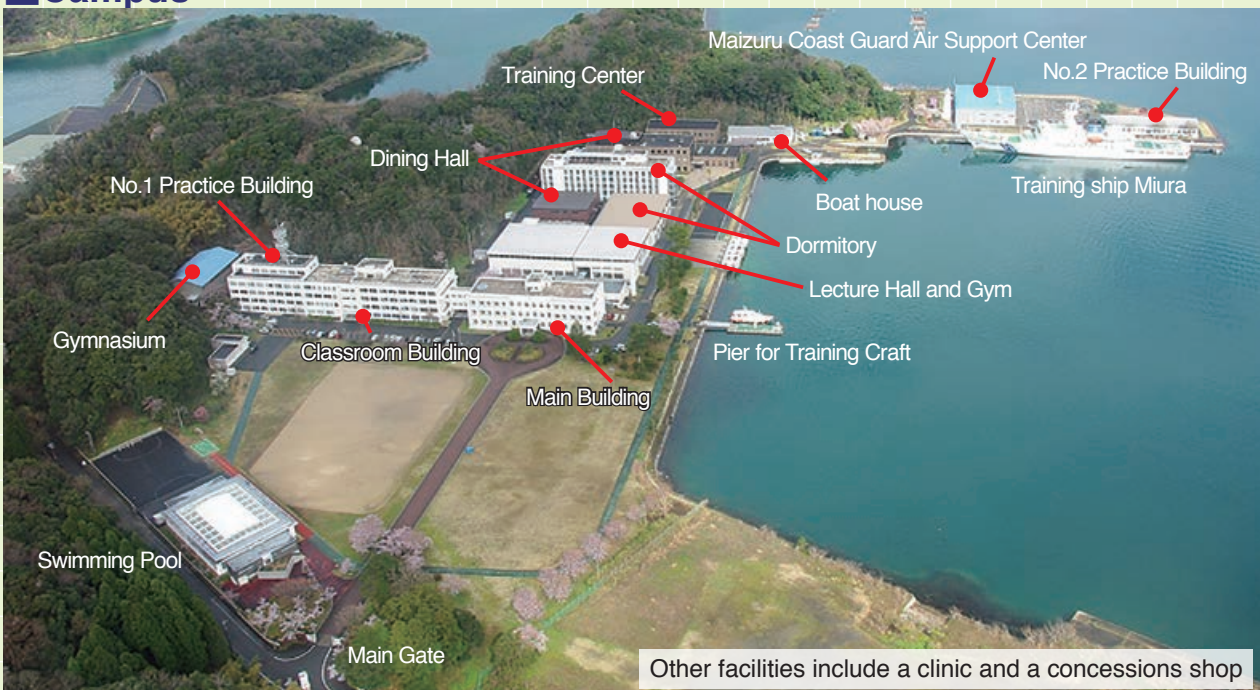 Campus
Maizuru Coast Guard Air Support Center
No.2 Practice Building
Training Center
Dining Hall
No.1 Practice Building
Training ship Miura
Boat house
Dormitory
Lecture Hall and Gym
Gymnasium
Classroom Building
Pier for Training Craft
Main Building
Swimming Pool
Main Gate
Other facilities include a clinic and a concessions shop